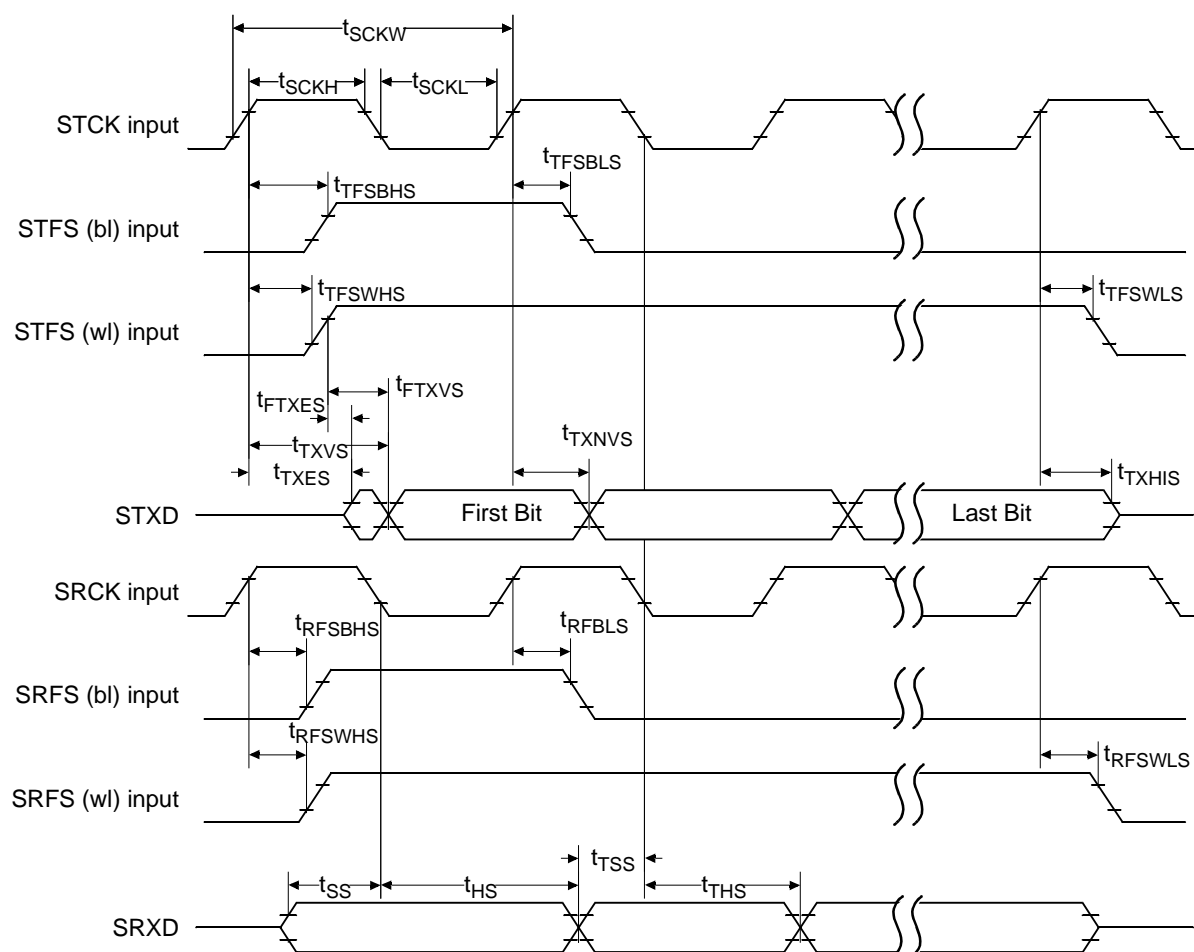 tSCKW
tSCKH
tSCKL
STCK input
tTFSBHS
tTFSBLS
STFS (bl) input
tTFSWHS
tTFSWLS
STFS (wl) input
tFTXES
tFTXVS
tTXVS
tTXNVS
tTXES
tTXHIS
STXD
First Bit
Last Bit
SRCK input
tRFSBHS
tRFBLS
SRFS (bl) input
tRFSWHS
tRFSWLS
SRFS (wl) input
tTSS
tSS
tHS
tTHS
SRXD